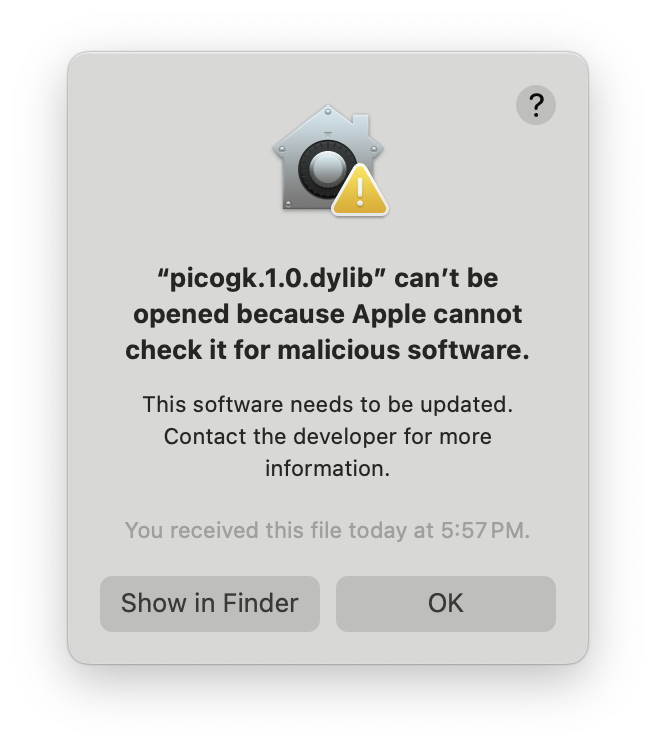 ?
“picogk.1.0.dylib” can’t be
opened because Apple cannot
check it for malicious software.
This software needs to be updated.
Contact the developer for more
information.
You received this file today at 5:57 PM.
Show in Finder
OK